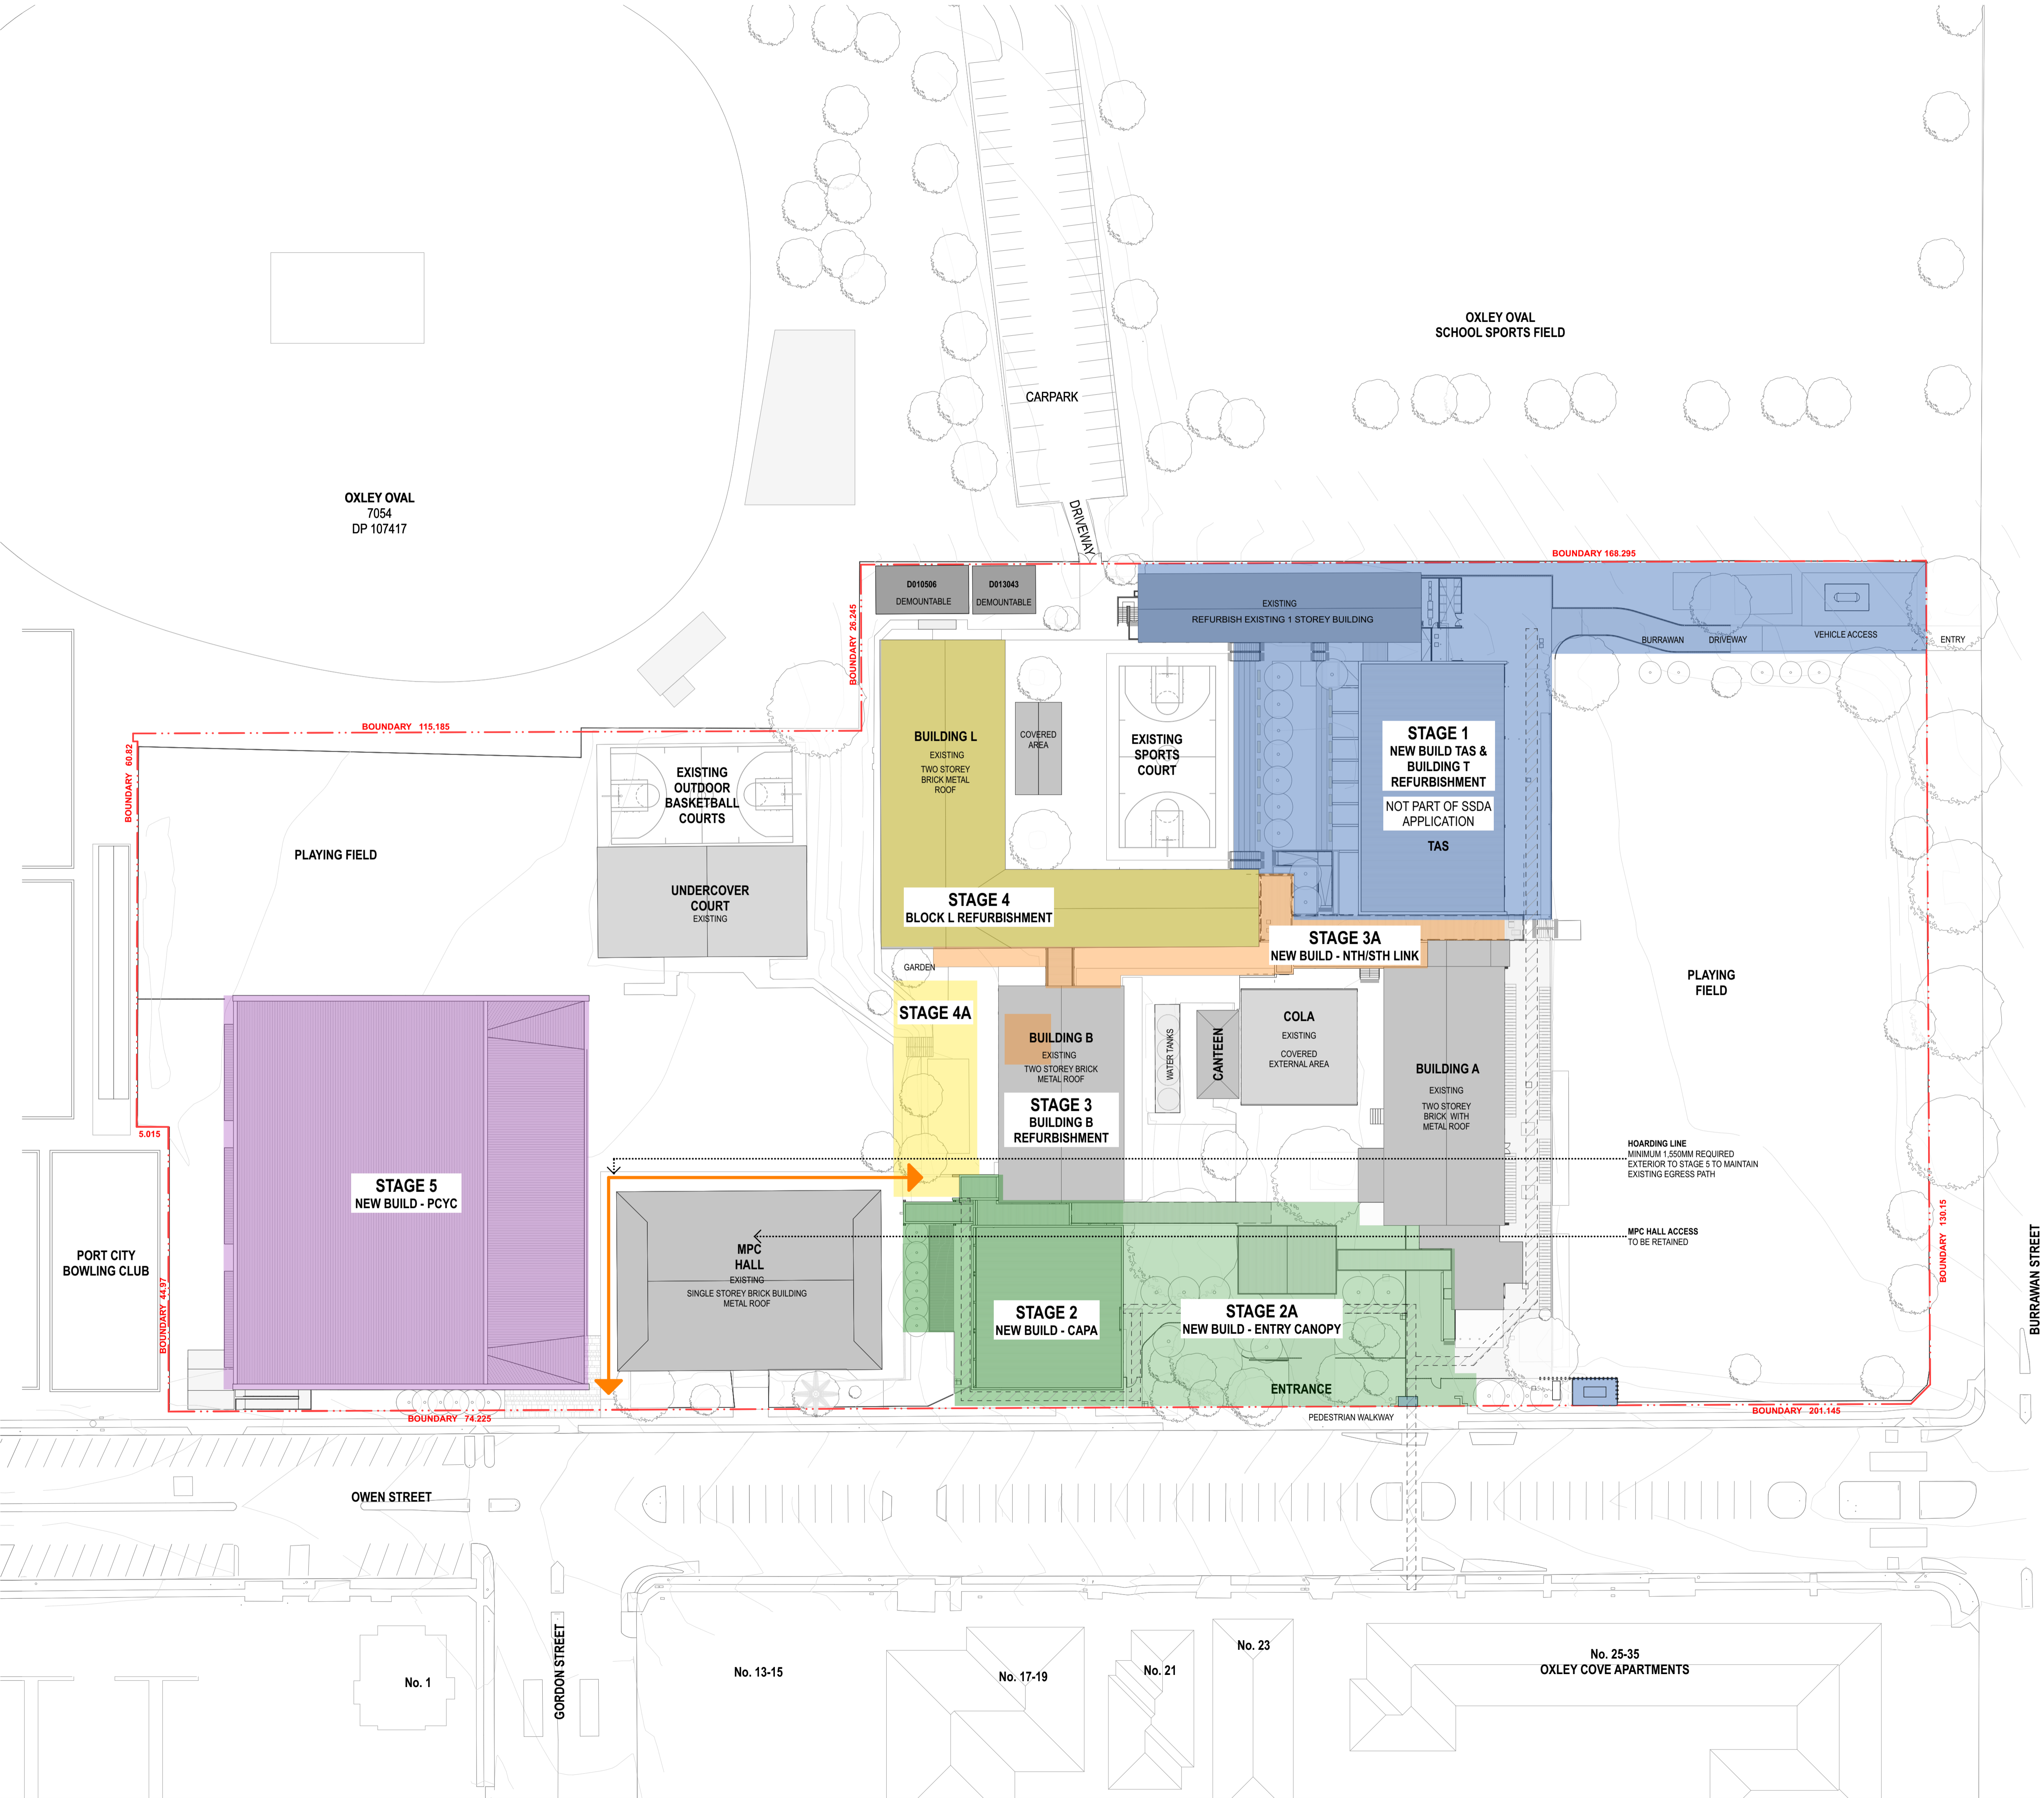 OXLEY OVAL
SCHOOL SPORTS FIELD
CARPARK
OXLEY OVAL
7054
DP 107417
DRIVEWAY
BOUNDARY 168.295
D010506
DEMOUNTABLE
D013043
DEMOUNTABLE
EXISTING
REFURBISH EXISTING 1 STOREY BUILDING
BOUNDARY 26.245
BURRAWAN
DRIVEWAY
VEHICLE ACCESS
ENTRY
BOUNDARY 115.185
BOUNDARY 60.82
BUILDING L
EXISTING
TWO STOREY
BRICK METAL
ROOF
COVERED
AREA
EXISTING
SPORTS
COURT
STAGE 1
NEW BUILD TAS &
BUILDING T
REFURBISHMENT
NOT PART OF SSDA
APPLICATION
TAS
EXISTING
OUTDOOR
BASKETBALL
COURTS
PLAYING FIELD
UNDERCOVER
COURT
EXISTING
STAGE 4
BLOCK L REFURBISHMENT
STAGE 3A
NEW BUILD - NTH/STH LINK
GARDEN
PLAYING
FIELD
STAGE 4A
BUILDING B
EXISTING
TWO STOREY BRICK
METAL ROOF
WATER TANKS
CANTEEN
COLA
EXISTING
COVERED
EXTERNAL AREA
BUILDING A
EXISTING
TWO STOREY
BRICK WITH
METAL ROOF
STAGE 3
BUILDING B
REFURBISHMENT
5.015
HOARDING LINE
MINIMUM 1,550MM REQUIRED
EXTERIOR TO STAGE 5 TO MAINTAIN
EXISTING EGRESS PATH
STAGE 5
NEW BUILD - PCYC
MPC HALL ACCESS
TO BE RETAINED
BOUNDARY 130.15
BURRAWAN STREET
PORT CITY
BOWLING CLUB
BOUNDARY 44.97
MPC
HALL
EXISTING
SINGLE STOREY BRICK BUILDING
METAL ROOF
STAGE 2
NEW BUILD - CAPA
STAGE 2A
NEW BUILD - ENTRY CANOPY
ENTRANCE
BOUNDARY 74.225
PEDESTRIAN WALKWAY
BOUNDARY 201.145
OWEN STREET
GORDON STREET
No. 1
No. 13-15
No. 17-19
No. 21
No. 23
No. 25-35
OXLEY COVE APARTMENTS